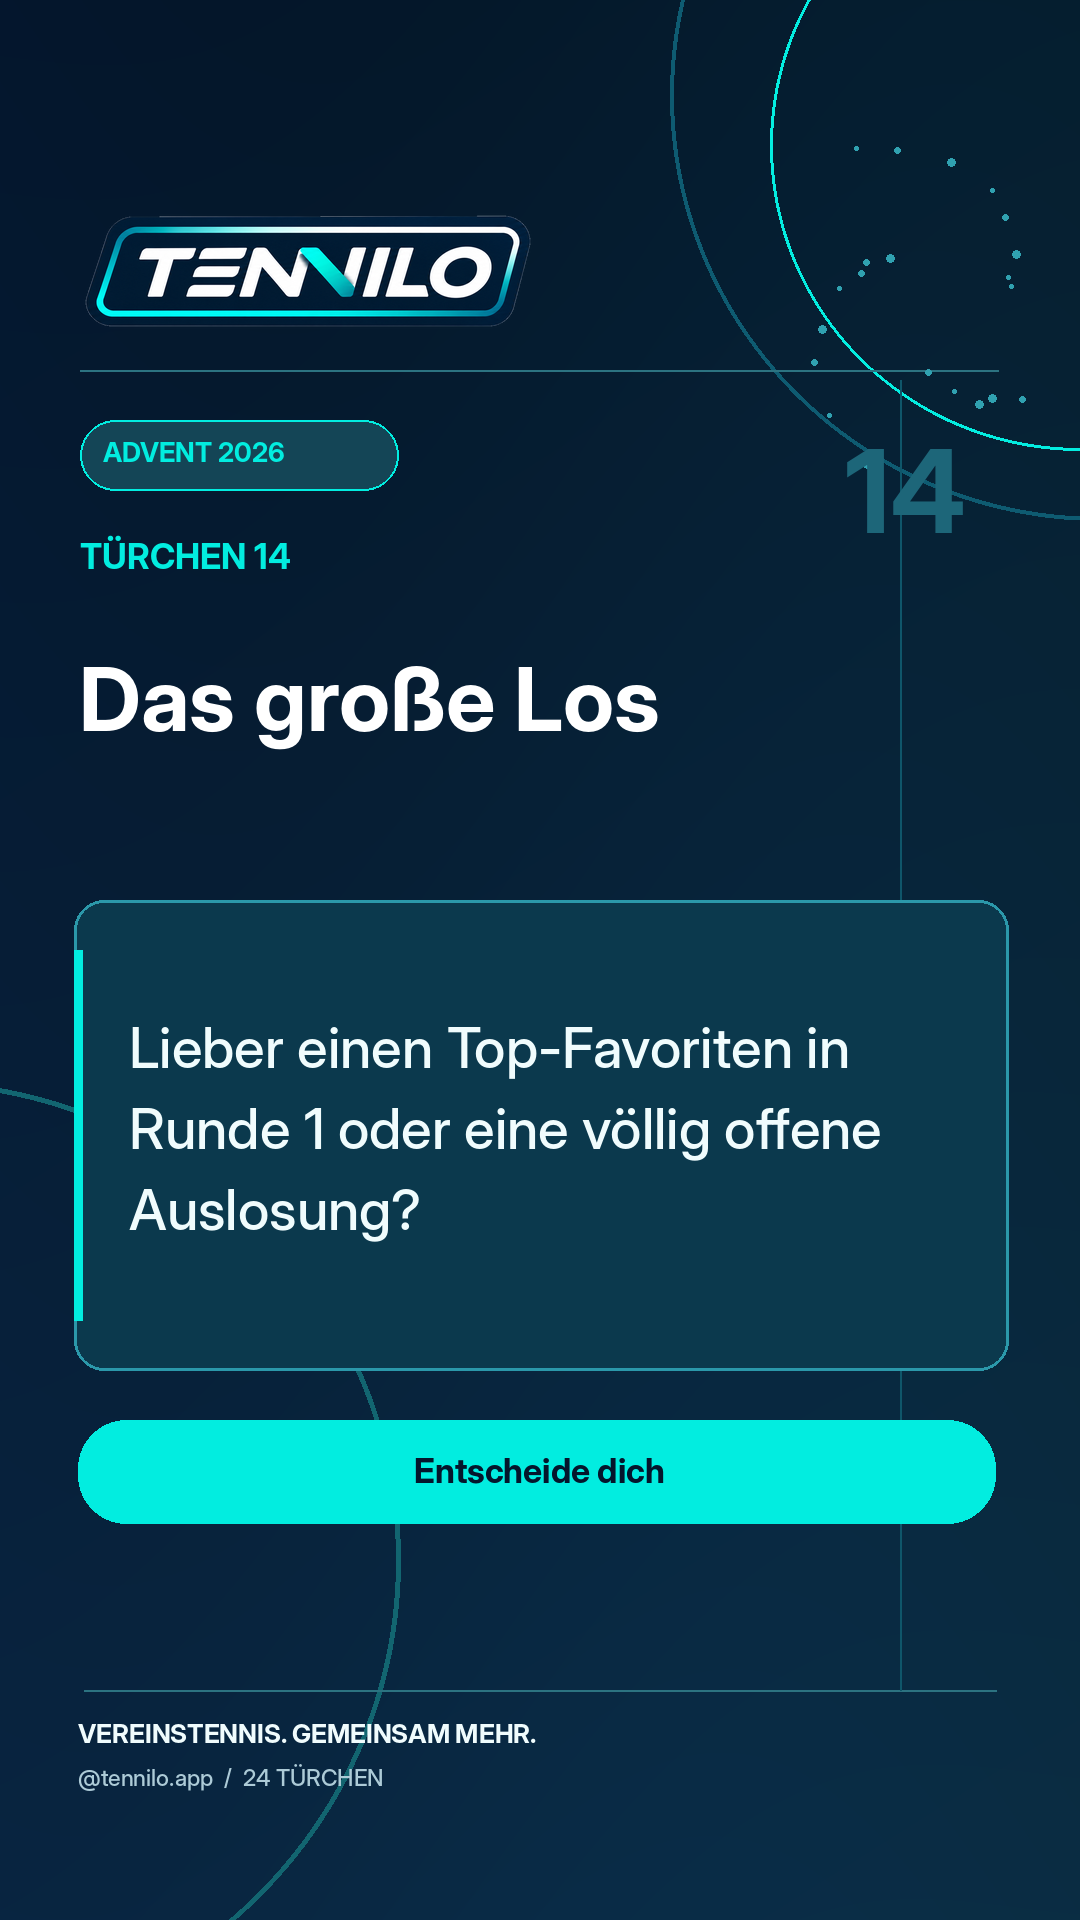 TENNILO
ADVENT 2026
14
TÜRCHEN 14
Das große Los
Lieber einen Top-Favoriten in
Runde 1 oder eine völlig offene
Auslosung?
Entscheide dich
VEREINSTENNIS. GEMEINSAM MEHR.
@tennilo.app / 24 TÜRCHEN